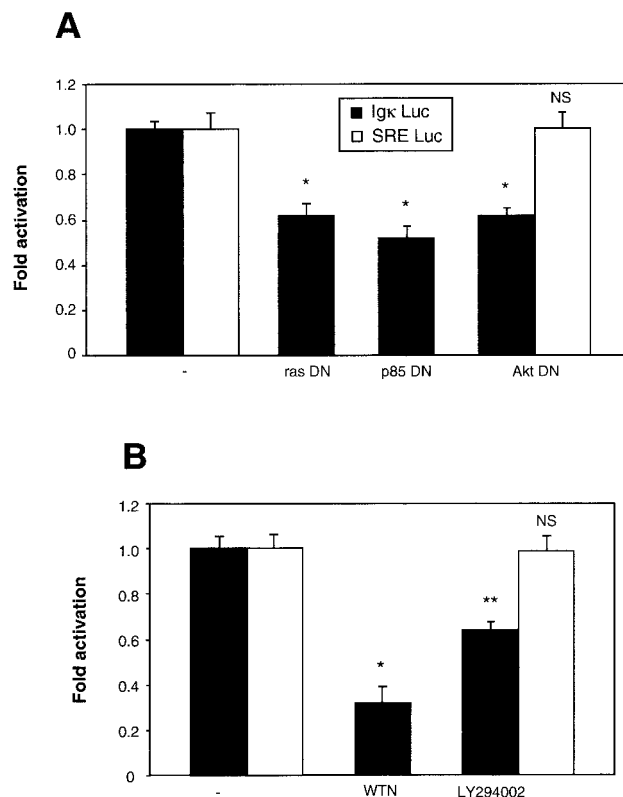 A
Fold activation
1.2
1.0
0.8
0.6
0.4
0.2
0
Igκ Luc
SRE Luc
NS
*
*
*
- ras DN p85 DN Akt DN
B
Fold activation
1.2
1.0
0.8
0.6
0.4
0.2
0
NS
**
*
- WTN LY294002